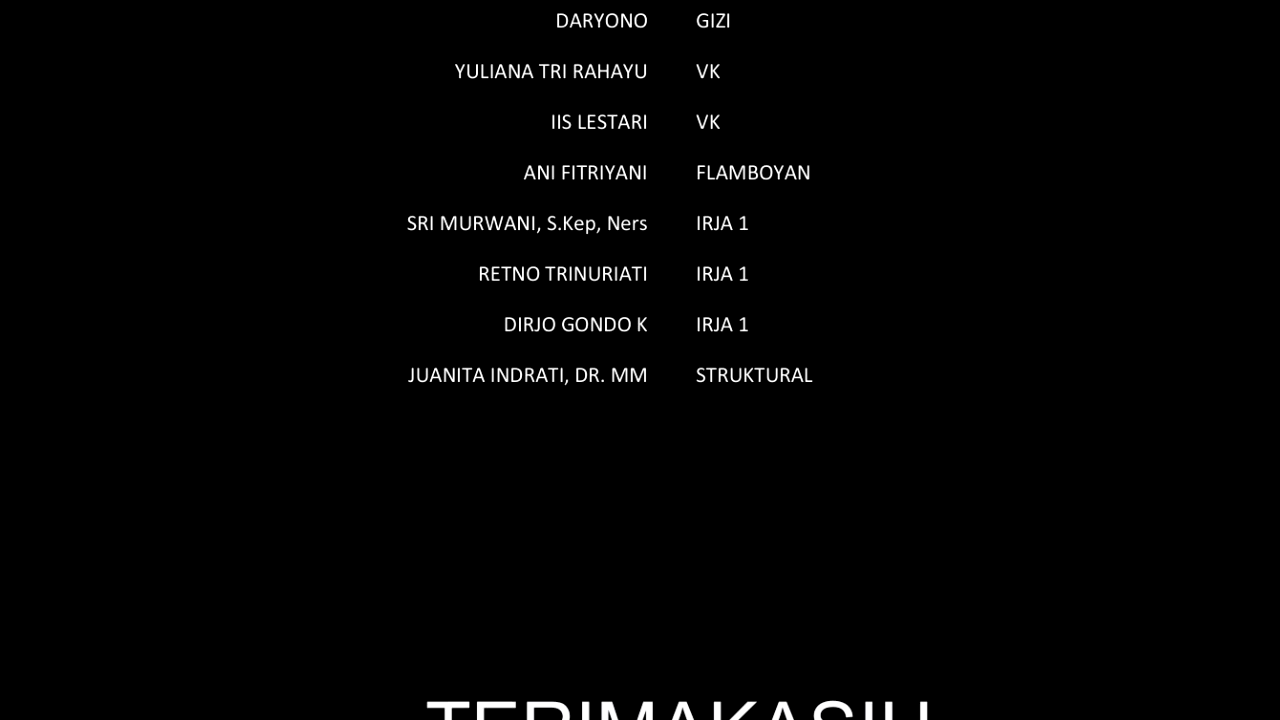 DARYONO GIZI
YULIANA TRI RAHAYU VK
IIS LESTARI VK
ANI FITRIYANI FLAMBOYAN
SRI MURWANI, S.Kep, Ners IRJA 1
RETNO TRINURIATI IRJA 1
DIRJO GONDO K IRJA 1
JUANITA INDRATI, DR. MM STRUKTURAL
TERIMAKASIH